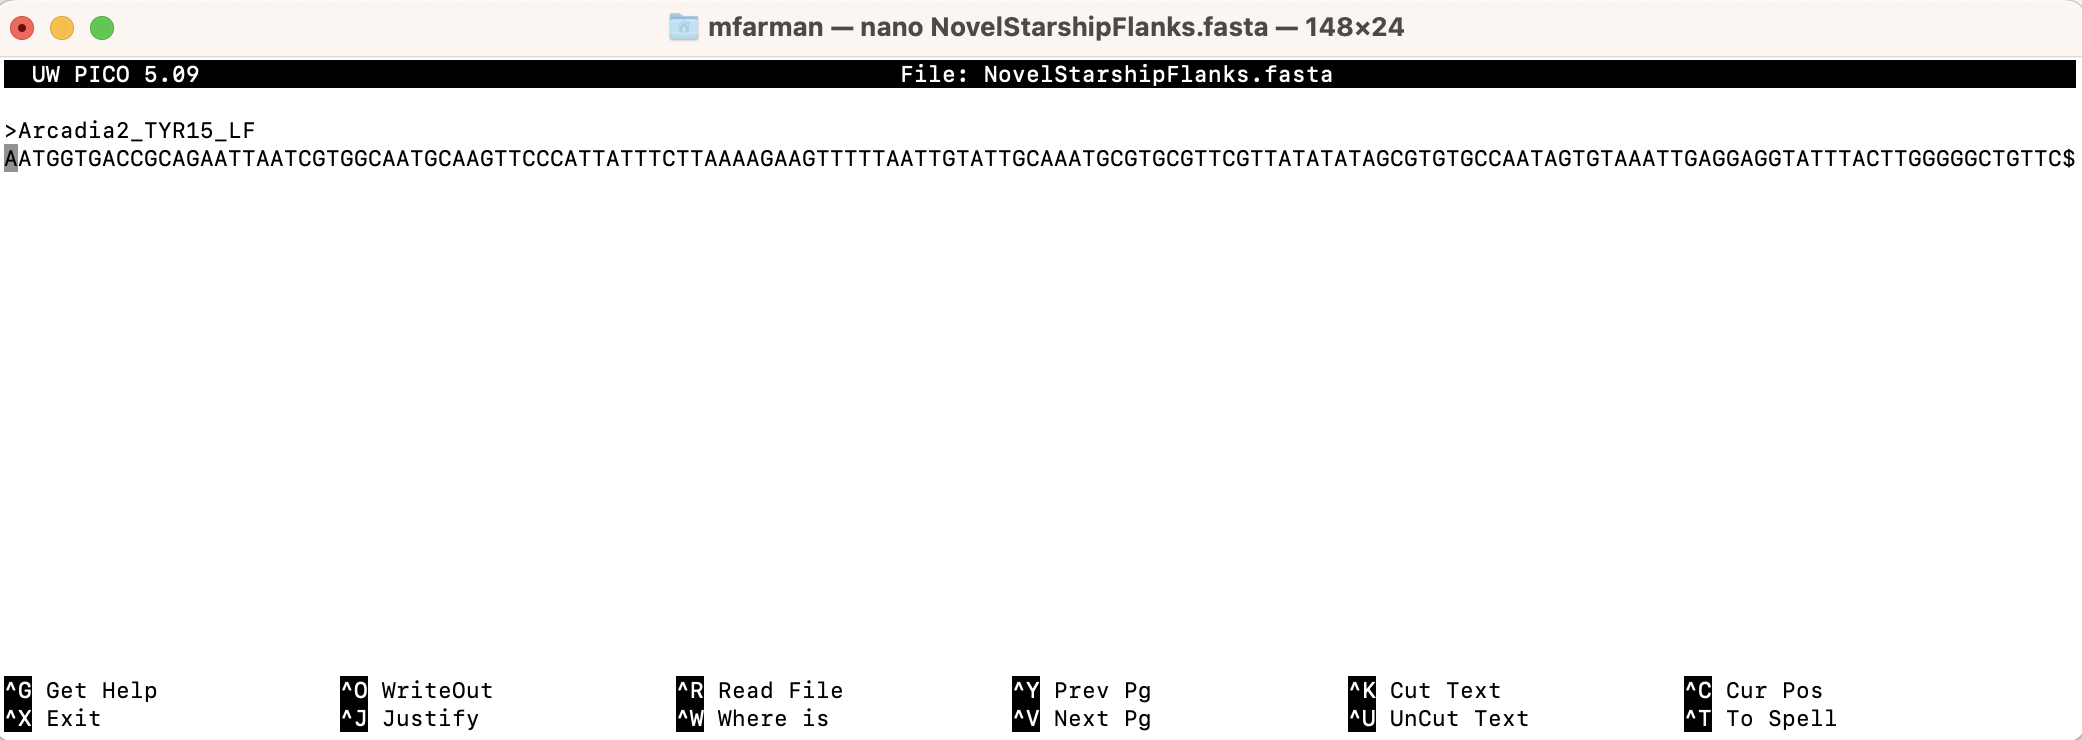 mfarman — nano NovelStarshipFlanks.fasta — 148×24
UW PICO 5.09 File: NovelStarshipFlanks.fasta
>Arcadia2_TYR15_LF
AATGGTGACCGCAGAATTAATCGTGGCAATGCAAGTTCCCATTATTTCTTAAAAGAAGTTTTTAATTGTATTGCAAATGCGTGCGTTCGTTATATATAGCGTGTGCCAATAGTGTAAATTGAGGAGGTATTTACTTGGGGGCTGTTC$
^G Get Help ^O WriteOut ^R Read File ^Y Prev Pg ^K Cut Text ^C Cur Pos
^X Exit ^J Justify ^W Where is ^V Next Pg ^U UnCut Text ^T To Spell